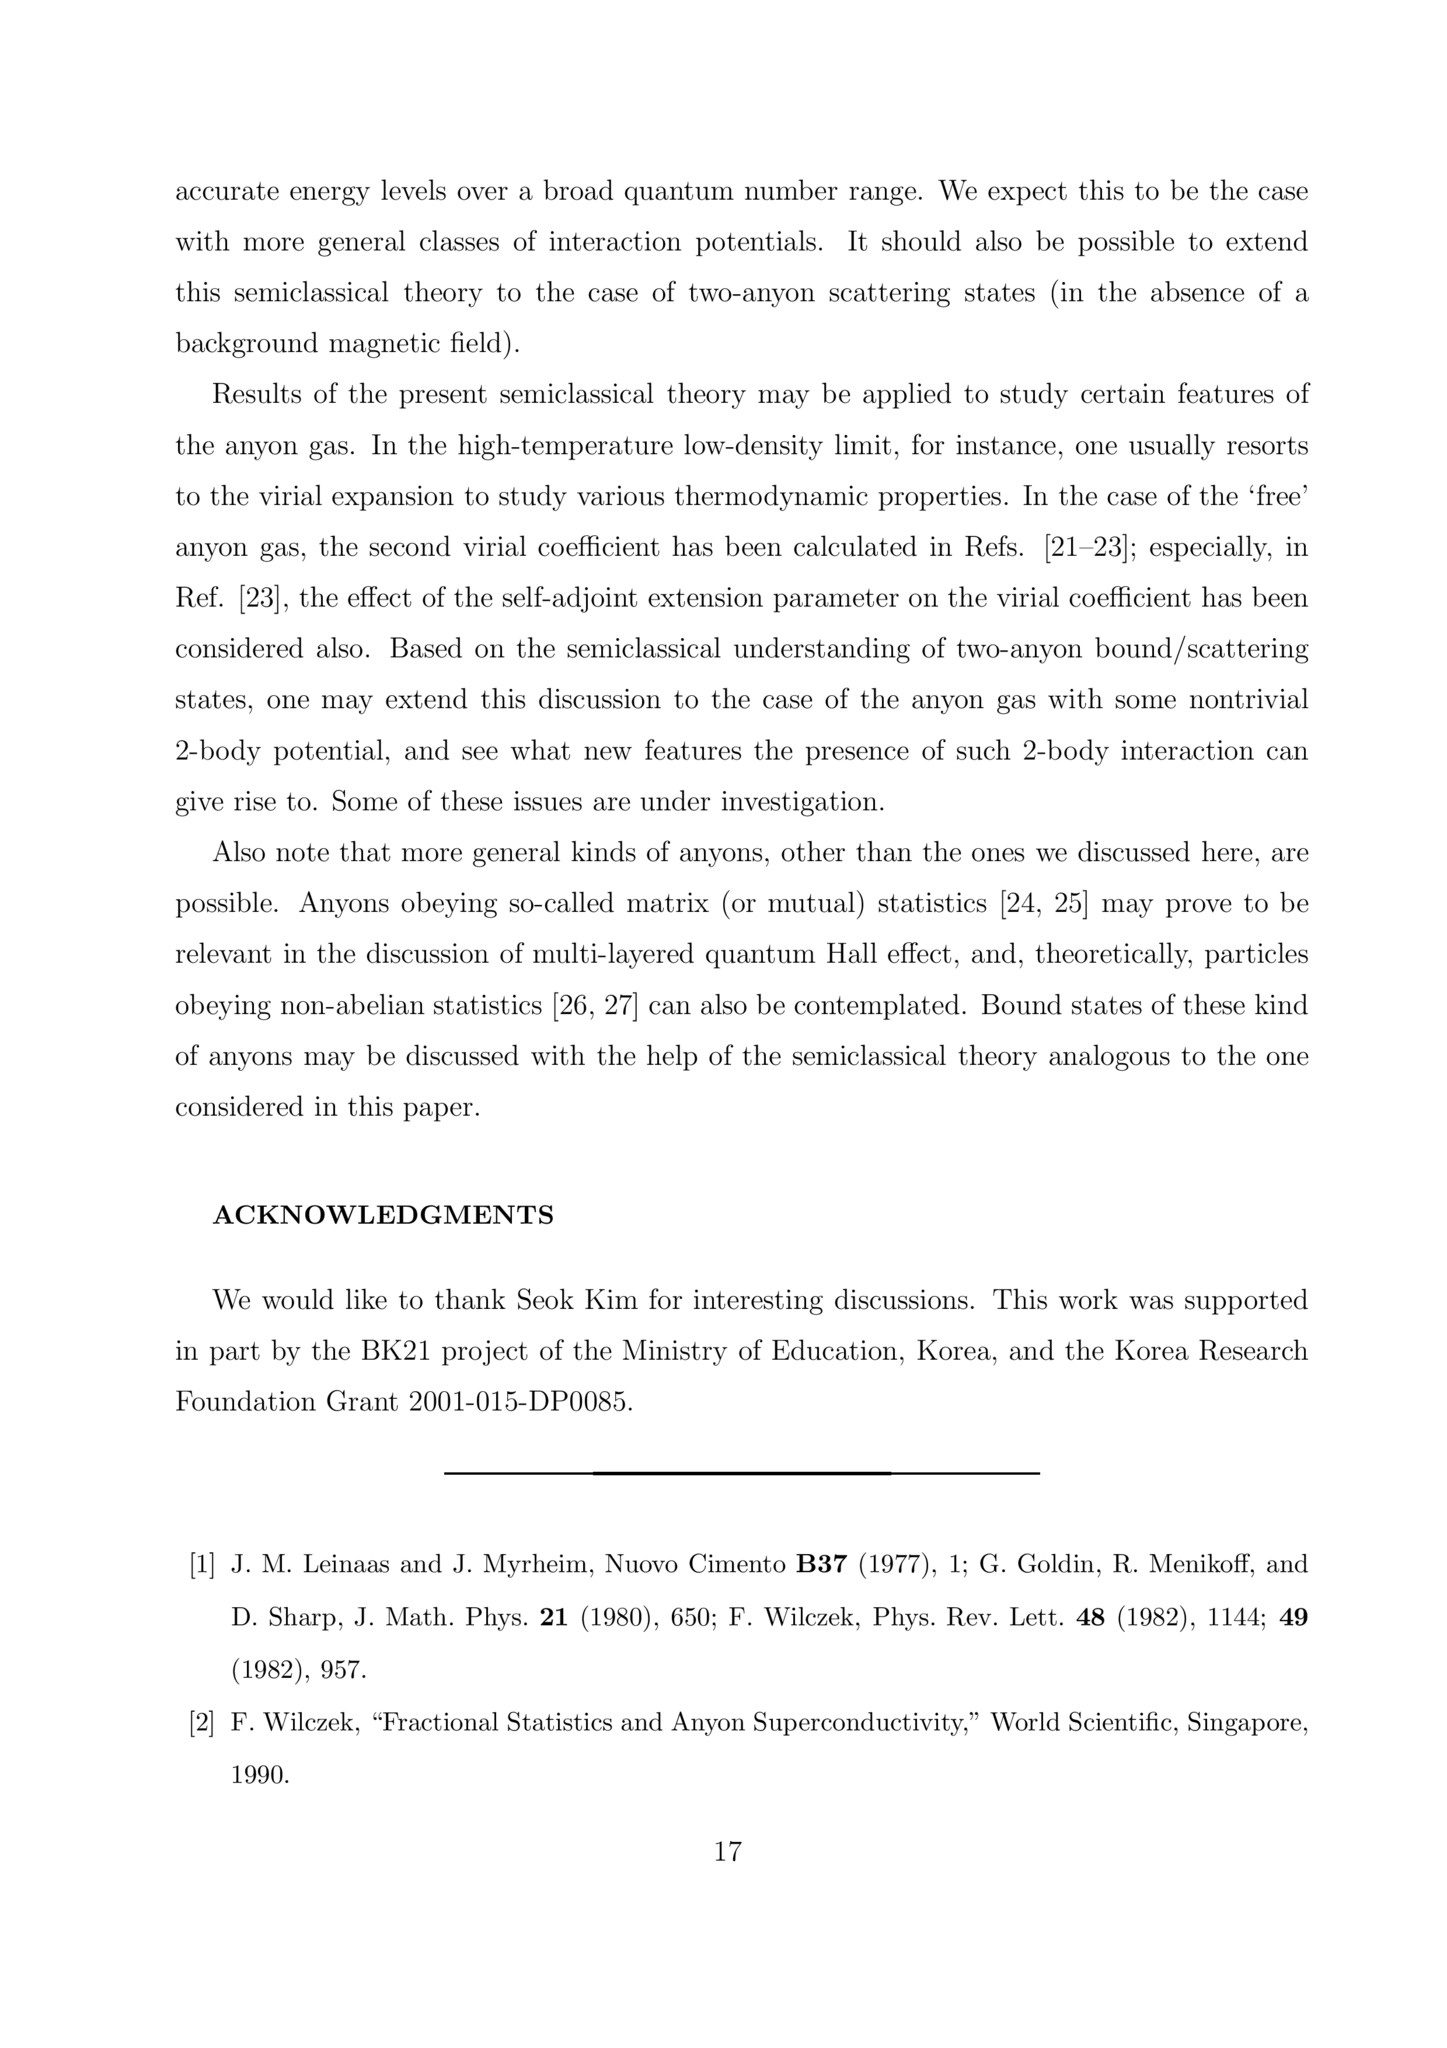 accurate energy levels over a broad quantum number range. We expect this to be the case
with more general classes of interaction potentials. It should also be possible to extend
this semiclassical theory to the case of two-anyon scattering states (in the absence of a
background magnetic field).
Results of the present semiclassical theory may be applied to study certain features of
the anyon gas. In the high-temperature low-density limit, for instance, one usually resorts
to the virial expansion to study various thermodynamic properties. In the case of the ‘free’
anyon gas, the second virial coefficient has been calculated in Refs. [21–23]; especially, in
Ref. [23], the effect of the self-adjoint extension parameter on the virial coefficient has been
considered also. Based on the semiclassical understanding of two-anyon bound/scattering
states, one may extend this discussion to the case of the anyon gas with some nontrivial
2-body potential, and see what new features the presence of such 2-body interaction can
give rise to. Some of these issues are under investigation.
Also note that more general kinds of anyons, other than the ones we discussed here, are
possible. Anyons obeying so-called matrix (or mutual) statistics [24, 25] may prove to be
relevant in the discussion of multi-layered quantum Hall effect, and, theoretically, particles
obeying non-abelian statistics [26, 27] can also be contemplated. Bound states of these kind
of anyons may be discussed with the help of the semiclassical theory analogous to the one
considered in this paper.
ACKNOWLEDGMENTS
We would like to thank Seok Kim for interesting discussions. This work was supported
in part by the BK21 project of the Ministry of Education, Korea, and the Korea Research
Foundation Grant 2001-015-DP0085.
[1] J. M. Leinaas and J. Myrheim, Nuovo Cimento B37 (1977), 1; G. Goldin, R. Menikoff, and
D. Sharp, J. Math. Phys. 21 (1980), 650; F. Wilczek, Phys. Rev. Lett. 48 (1982), 1144; 49
(1982), 957.
[2] F. Wilczek, “Fractional Statistics and Anyon Superconductivity,” World Scientific, Singapore,
1990.
17